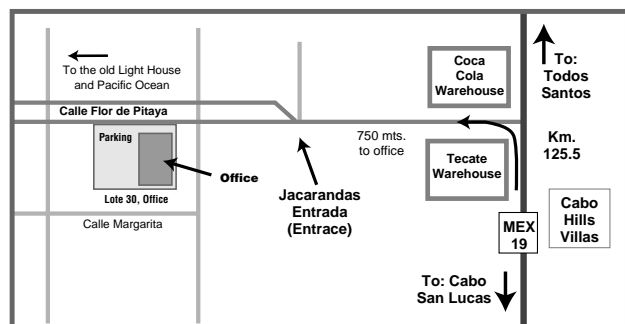 To the old Light House
and Pacific Ocean
Calle Flor de Pitaya
Parking
Office
Lote 30, Office
Calle Margarita
Jacarandas
Entrada
(Entrace)
750 mts.
to office
Coca
Cola
Warehouse
Tecate
Warehouse
To:
Todos
Santos
Km.
125.5
MEX
19
Cabo
Hills
Villas
To: Cabo
San Lucas